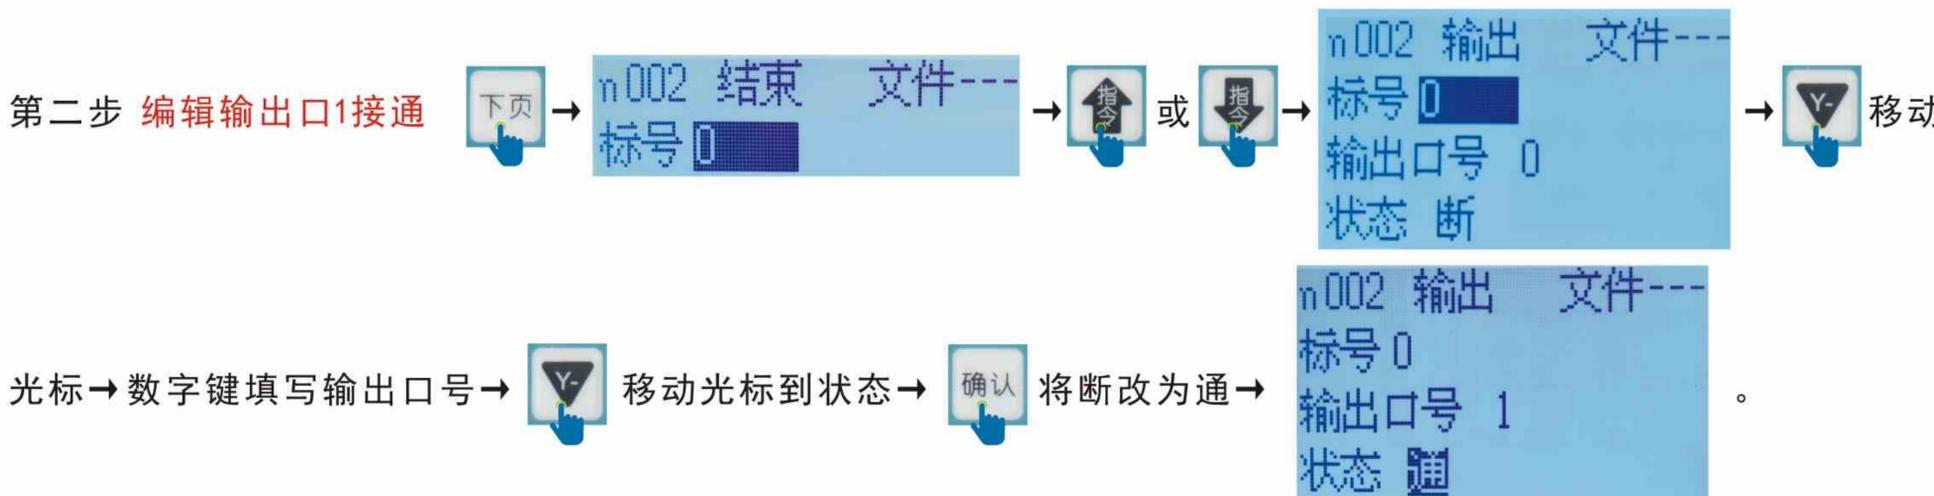 第二步 编辑输出口1接通 下页 → n002 结束 文件--- → 指令 或 指令 → n002 输出 文件--- → Y- 移动
标号 0 标号 0
输出口号 0
状态 断
光标→数字键填写输出口号→ Y- 移动光标到状态→ 确认 将断改为通→ n002 输出 文件--- 。
标号 0
输出口号 1
状态 通